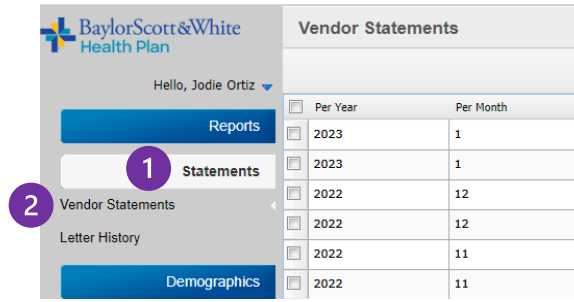 BaylorScott&White
Health Plan
Hello, Jodie Ortiz
Reports
1
Statements
2
Vendor Statements
Letter History
Demographics
Vendor Statements
Per Year Per Month
2023 1
2023 1
2022 12
2022 12
2022 11
2022 11